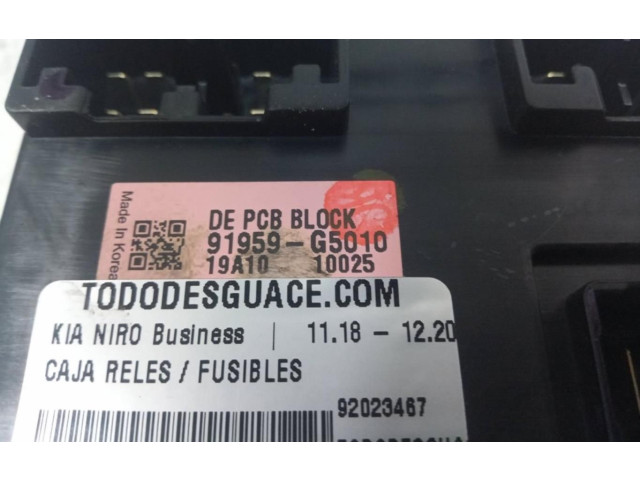 Made In Korea
DE PCB BLOCK
91959-G5010
19A10 10025
TODODESGUACE.COM
KIA NIRO Business | 11.18 - 12.20
CAJA RELES / FUSIBLES
92023467